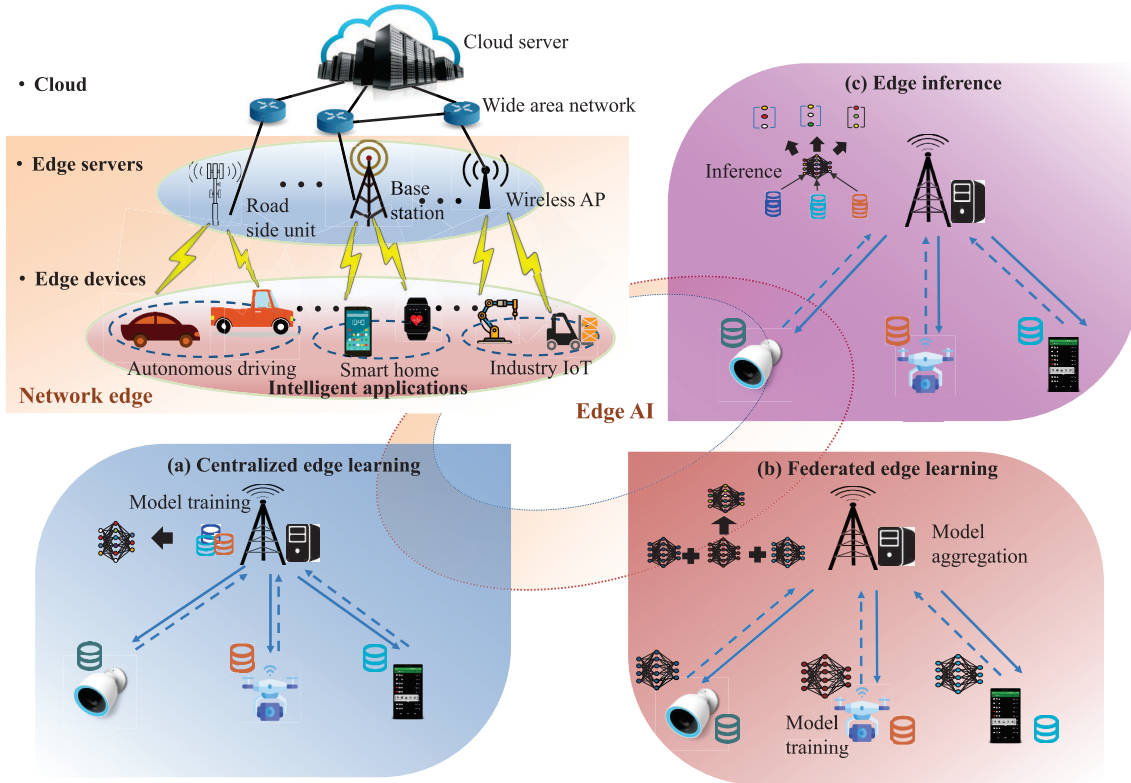 Cloud server
• Cloud
Wide area network
• Edge servers
Road
side unit
Base
station
Wireless AP
• Edge devices
Autonomous driving
Smart home
Industry IoT
Intelligent applications
Network edge
Edge AI
(c) Edge inference
Inference
(a) Centralized edge learning
Model training
(b) Federated edge learning
Model
aggregation
Model
training